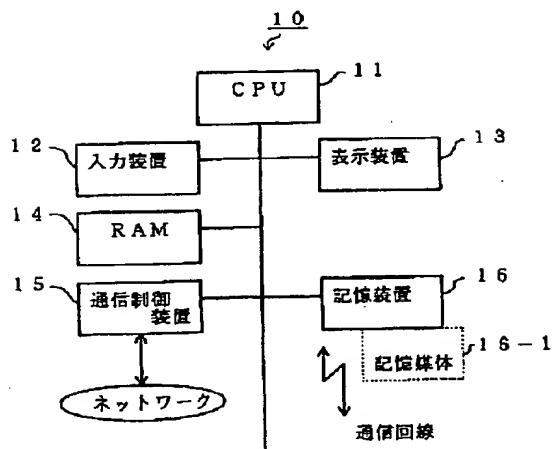 10
11
CPU
12
入力装置
13
表示装置
14
RAM
15
通信制御
装置
16
記憶装置
16-1
記憶媒体
ネットワーク
通信回線